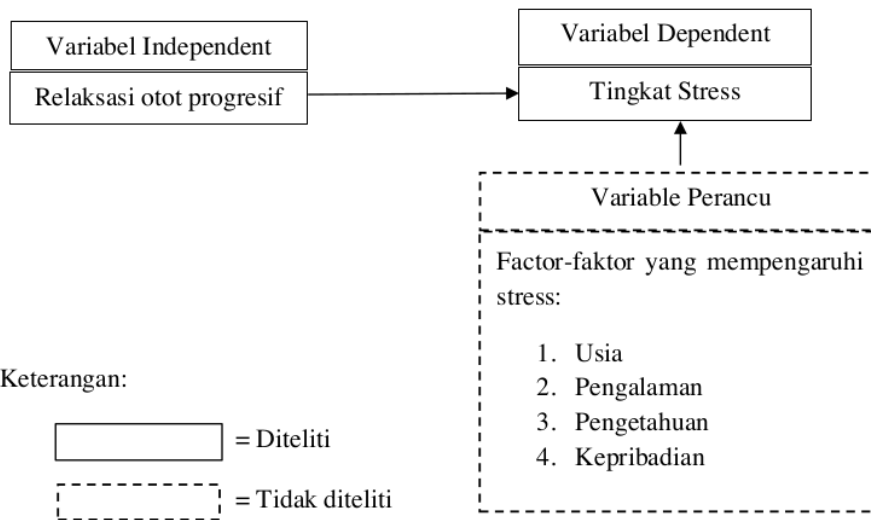 Variabel Independent
Relaksasi otot progresif
Variabel Dependent
Tingkat Stress
Variable Perancu
Factor-faktor yang mempengaruhi
stress:
1. Usia
2. Pengalaman
3. Pengetahuan
4. Kepribadian
Keterangan:
= Diteliti
= Tidak diteliti